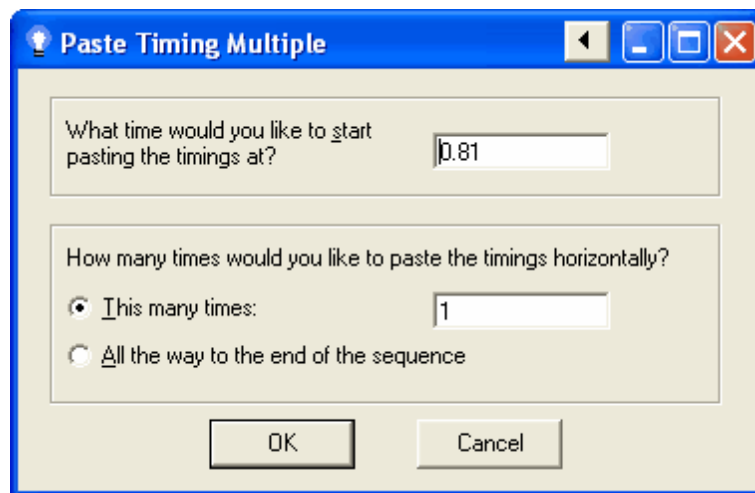 Paste Timing Multiple
What time would you like to start
pasting the timings at?
0.81
How many times would you like to paste the timings horizontally?
This many times:
1
All the way to the end of the sequence
OK
Cancel